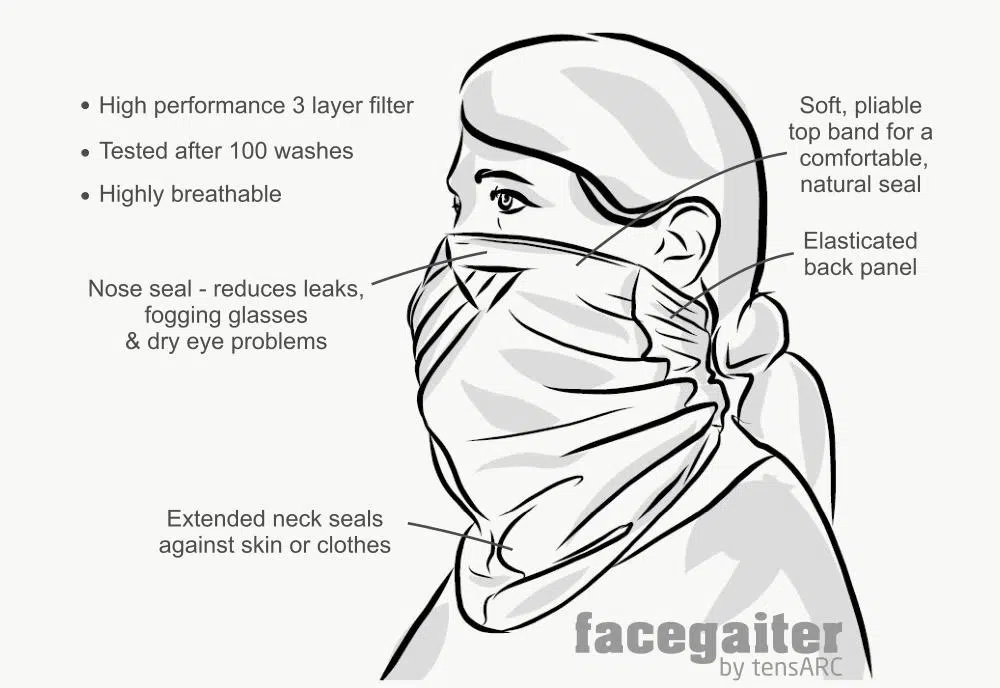 • High performance 3 layer filter
• Tested after 100 washes
• Highly breathable
Soft, pliable
top band for a
comfortable,
natural seal
Elasticated
back panel
Nose seal - reduces leaks,
fogging glasses
& dry eye problems
Extended neck seals
against skin or clothes
facegaiter
by tensARC